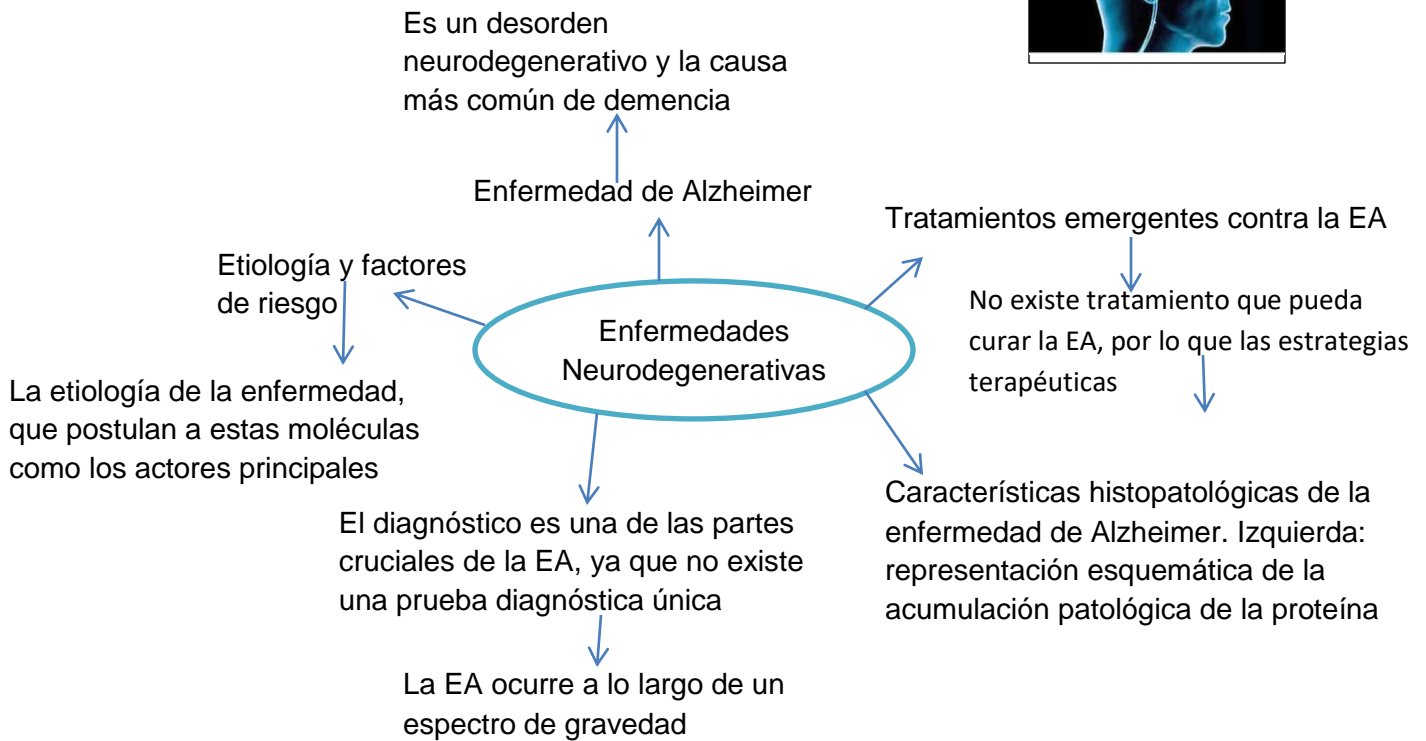 Es un desorden
neurodegenerativo y la causa
más común de demencia
Enfermedad de Alzheimer
Tratamientos emergentes contra la EA
No existe tratamiento que pueda
curar la EA, por lo que las estrategias
terapéuticas
Etiología y factores
de riesgo
Enfermedades
Neurodegenerativas
La etiología de la enfermedad,
que postulan a estas moléculas
como los actores principales
El diagnóstico es una de las partes
cruciales de la EA, ya que no existe
una prueba diagnóstica única
Características histopatológicas de la
enfermedad de Alzheimer. Izquierda:
representación esquemática de la
acumulación patológica de la proteína
La EA ocurre a lo largo de un
espectro de gravedad